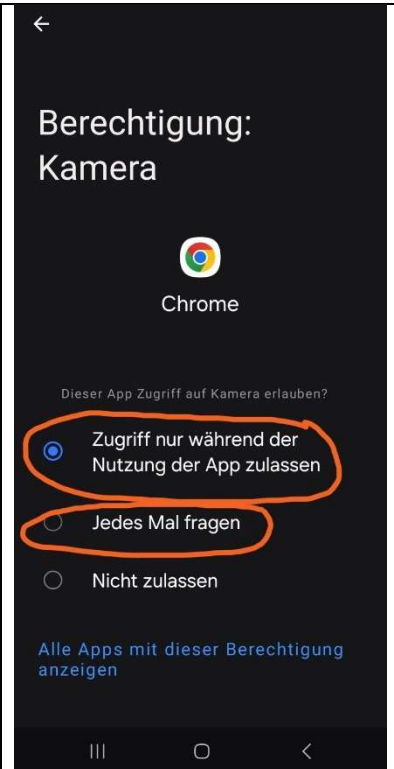 Berechtigung:
Kamera
Chrome
Dieser App Zugriff auf Kamera erlauben?
Zugriff nur während der
Nutzung der App zulassen
Jedes Mal fragen
Nicht zulassen
Alle Apps mit dieser Berechtigung
anzeigen